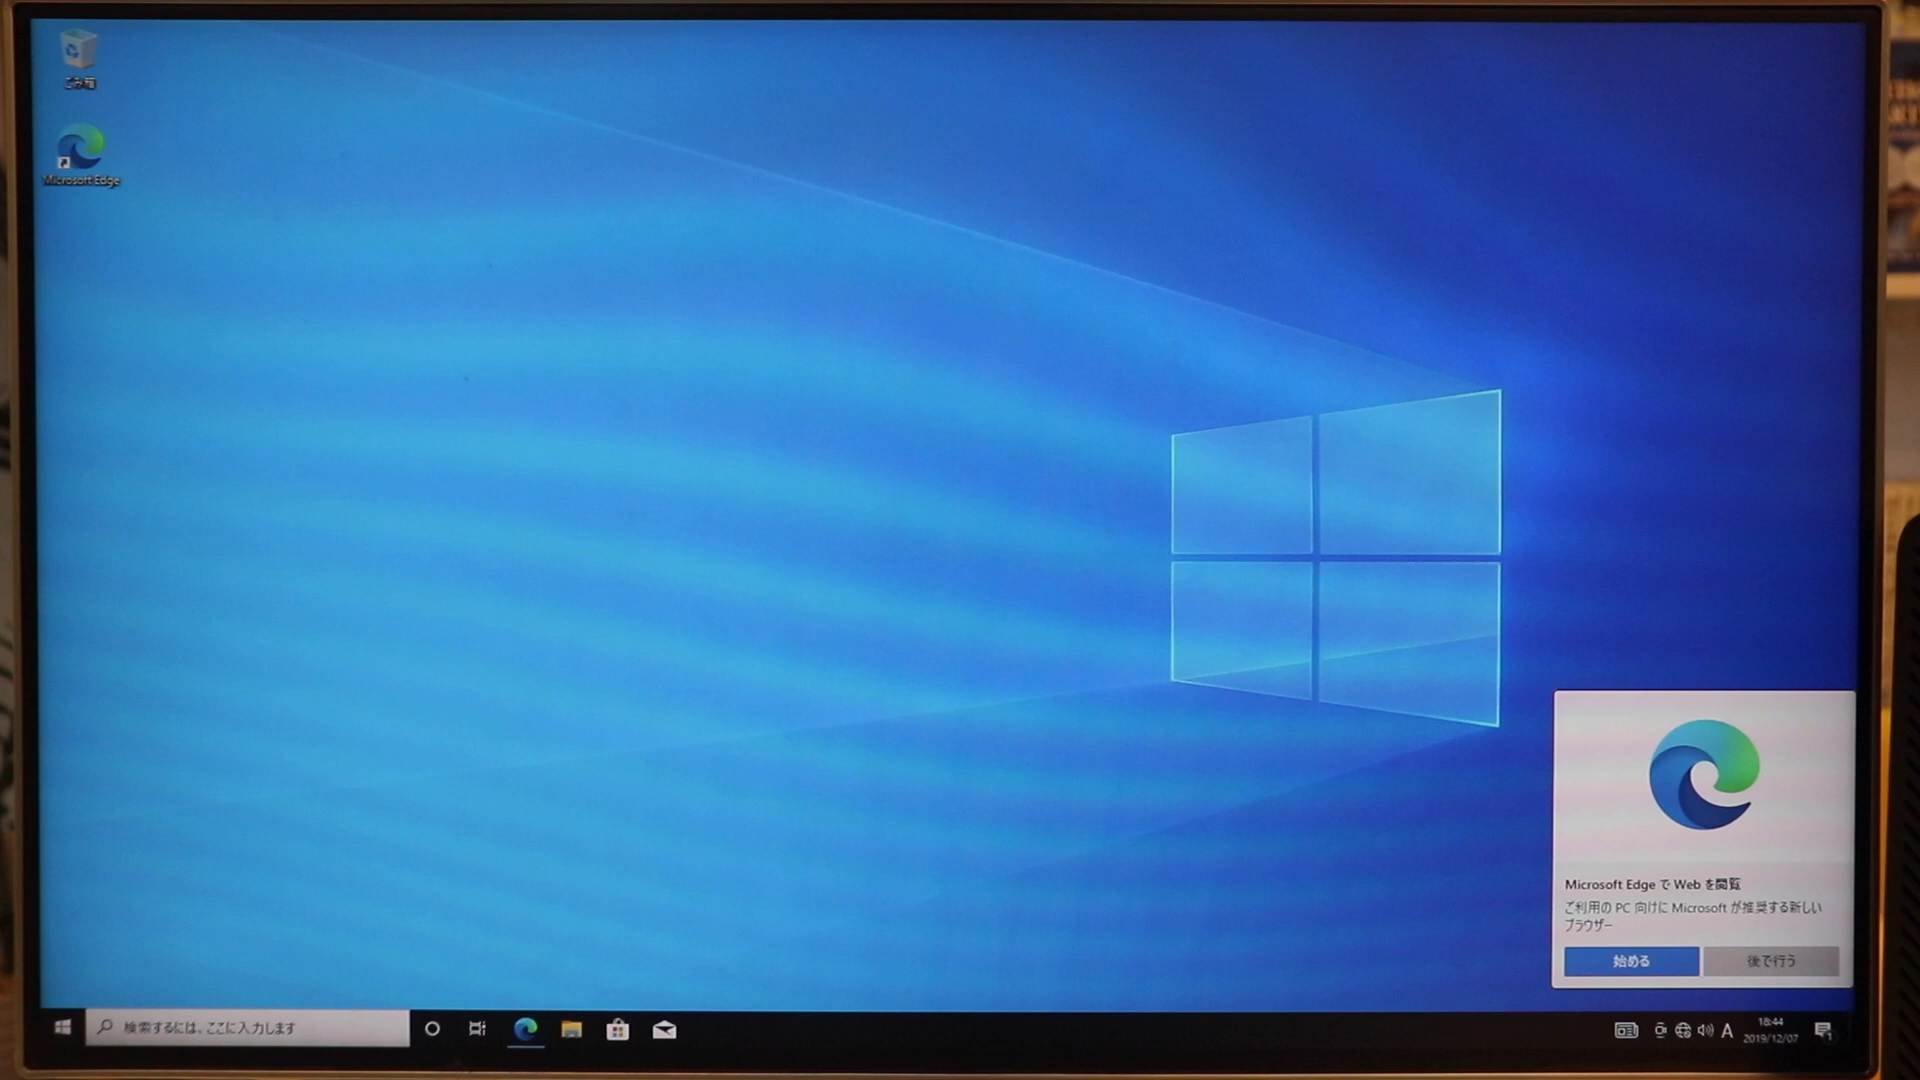 ごみ箱
Microsoft Edge
Microsoft Edge で Web を閲覧
ご利用の PC 向けに Microsoft が推奨する新しい
ブラウザー
始める
後で行う
検索するには、ここに入力します
A
18:44
2019/12/07
1